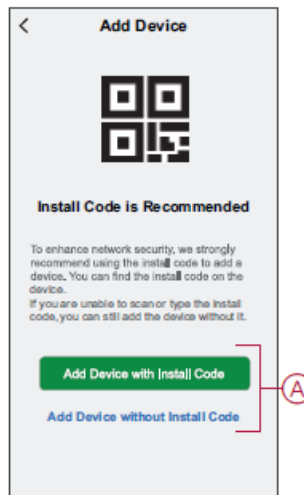 <
Add Device
Install Code is Recommended
To enhance network security, we strongly
recommend using the install code to add a
device. You can find the install code on the
device.
If you are unable to scan or type the install
code, you can still add the device without it.
Add Device with Install Code
A
Add Device without Install Code